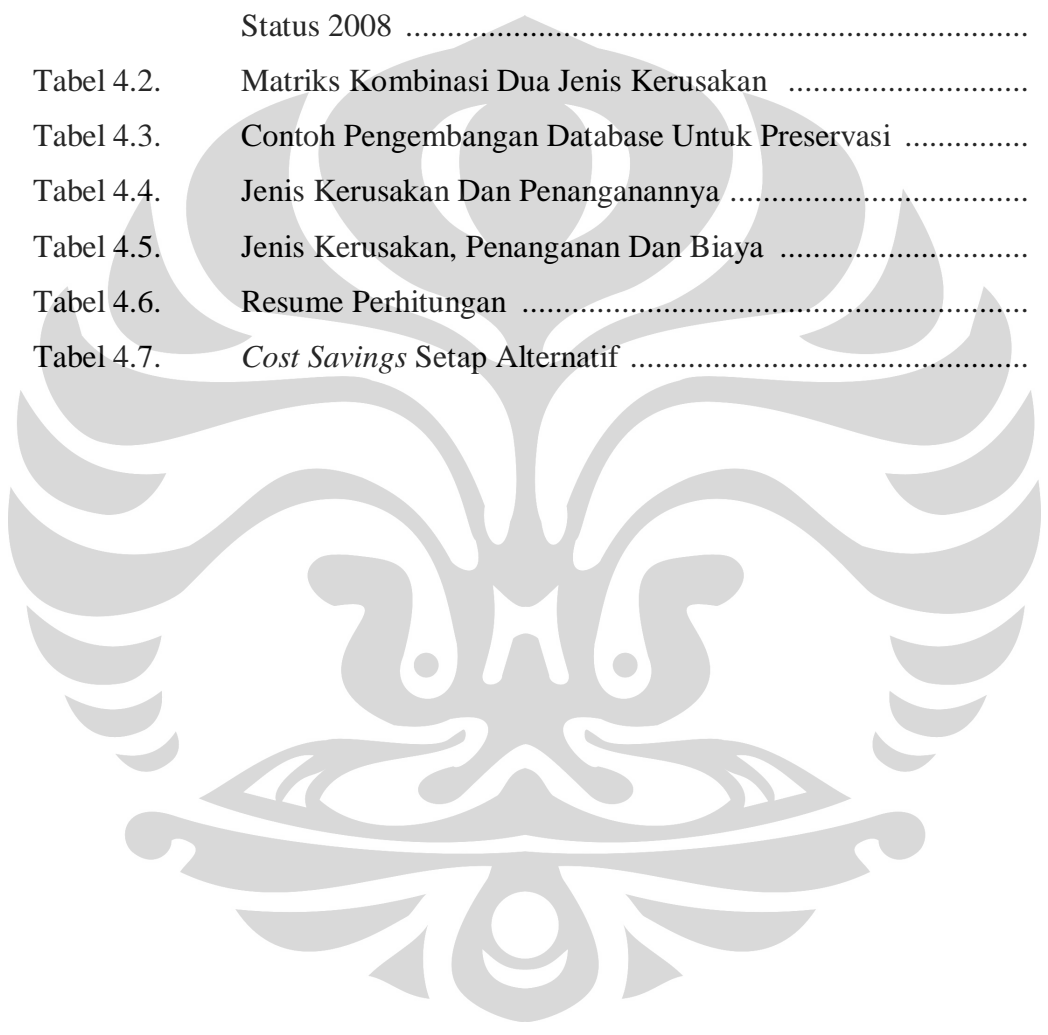 Status 2008 ...........................................................................
Tabel 4.2. Matriks Kombinasi Dua Jenis Kerusakan .............................
Tabel 4.3. Contoh Pengembangan Database Untuk Preservasi ...............
Tabel 4.4. Jenis Kerusakan Dan Penanganannya ....................................
Tabel 4.5. Jenis Kerusakan, Penanganan Dan Biaya ..............................
Tabel 4.6. Resume Perhitungan .............................................................
Tabel 4.7. Cost Savings Setap Alternatif ................................................